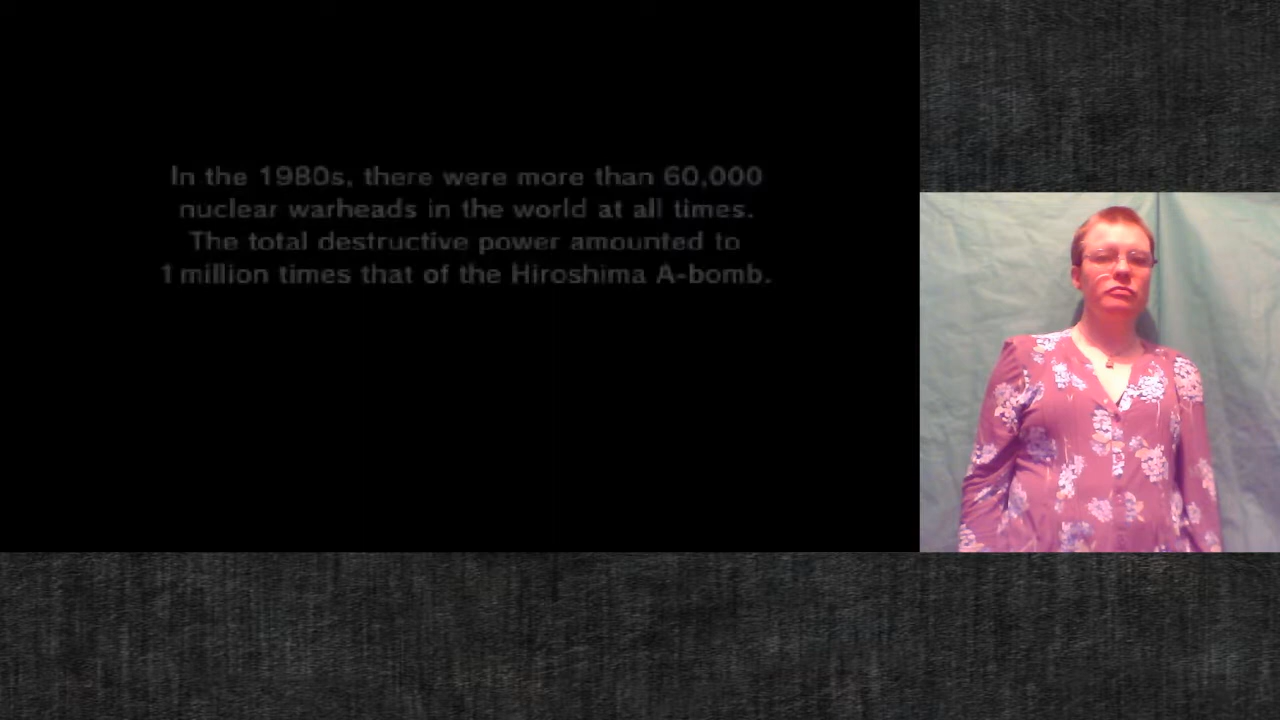 In the 1980s, there were more than 60,000
nuclear warheads in the world at all times.
The total destructive power amounted to
1 million times that of the Hiroshima A-bomb.